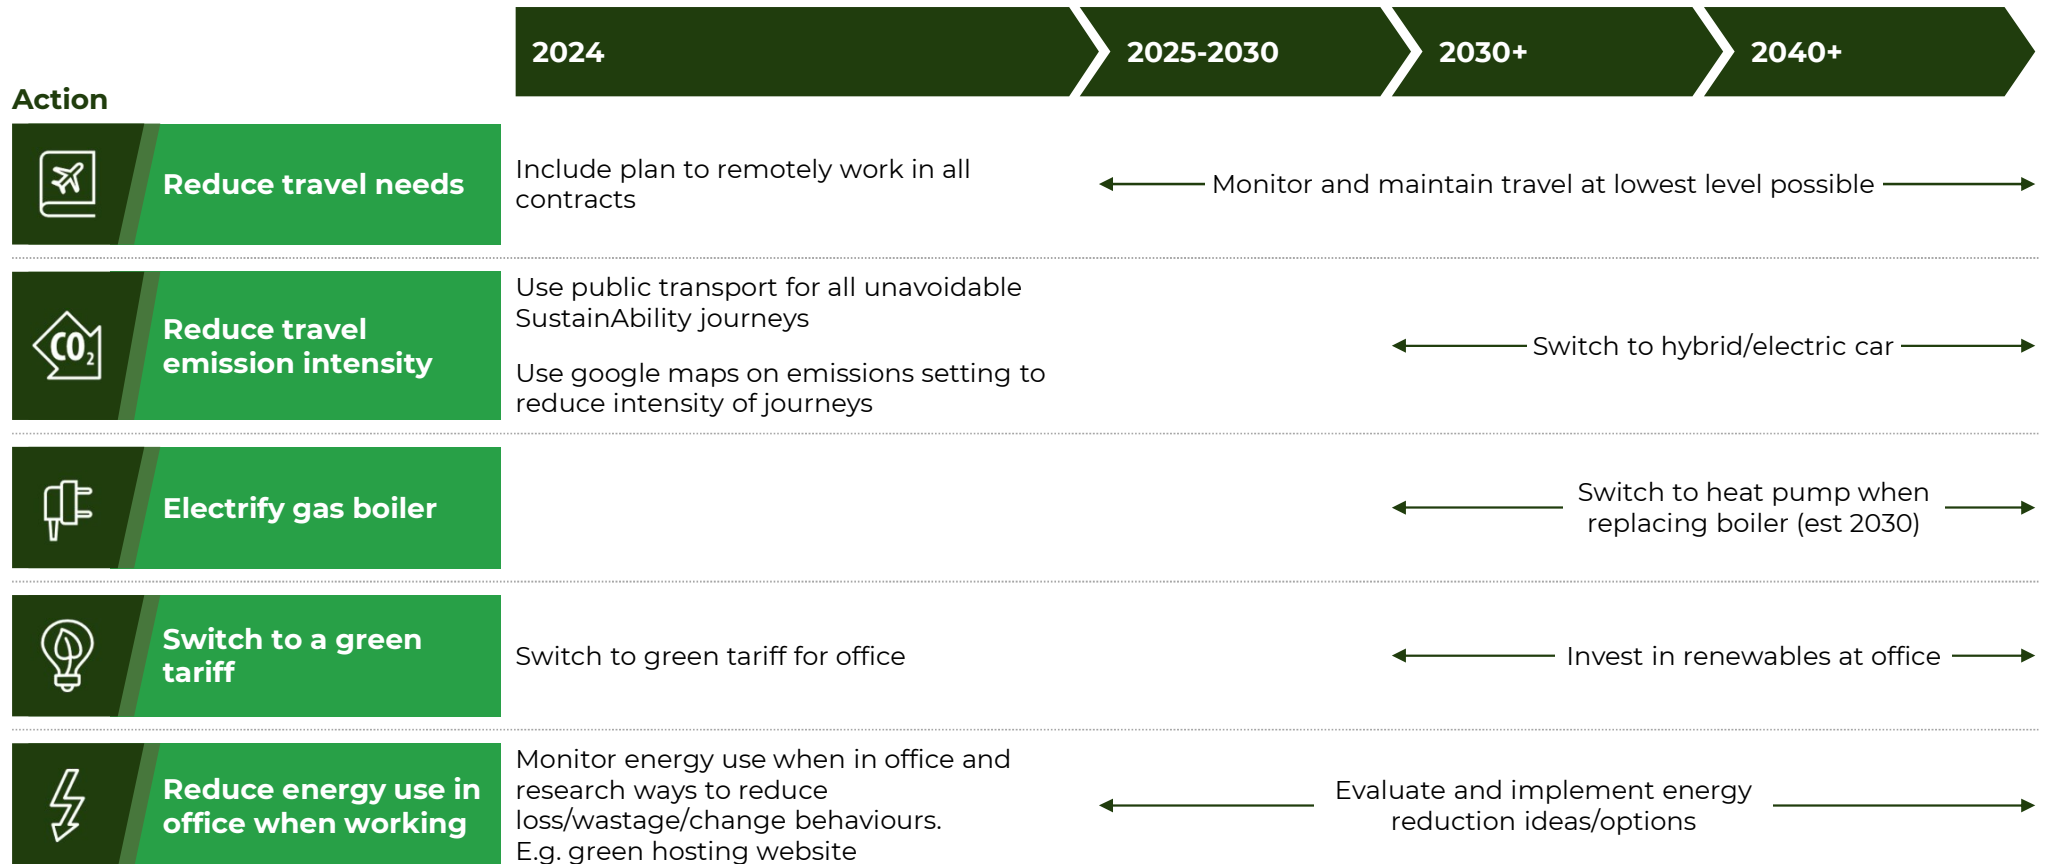 2024
2025-2030
2030+
2040+
Action
Reduce travel needs
Include plan to remotely work in all
contracts
Monitor and maintain travel at lowest level possible
CO2
Reduce travel
emission intensity
Use public transport for all unavoidable
SustainAbility journeys
Use google maps on emissions setting to
reduce intensity of journeys
Switch to hybrid/electric car
Electrify gas boiler
Switch to heat pump when
replacing boiler (est 2030)
Switch to a green
tariff
Switch to green tariff for office
Invest in renewables at office
Reduce energy use in
office when working
Monitor energy use when in office and
research ways to reduce
loss/wastage/change behaviours.
E.g. green hosting website
Evaluate and implement energy
reduction ideas/options